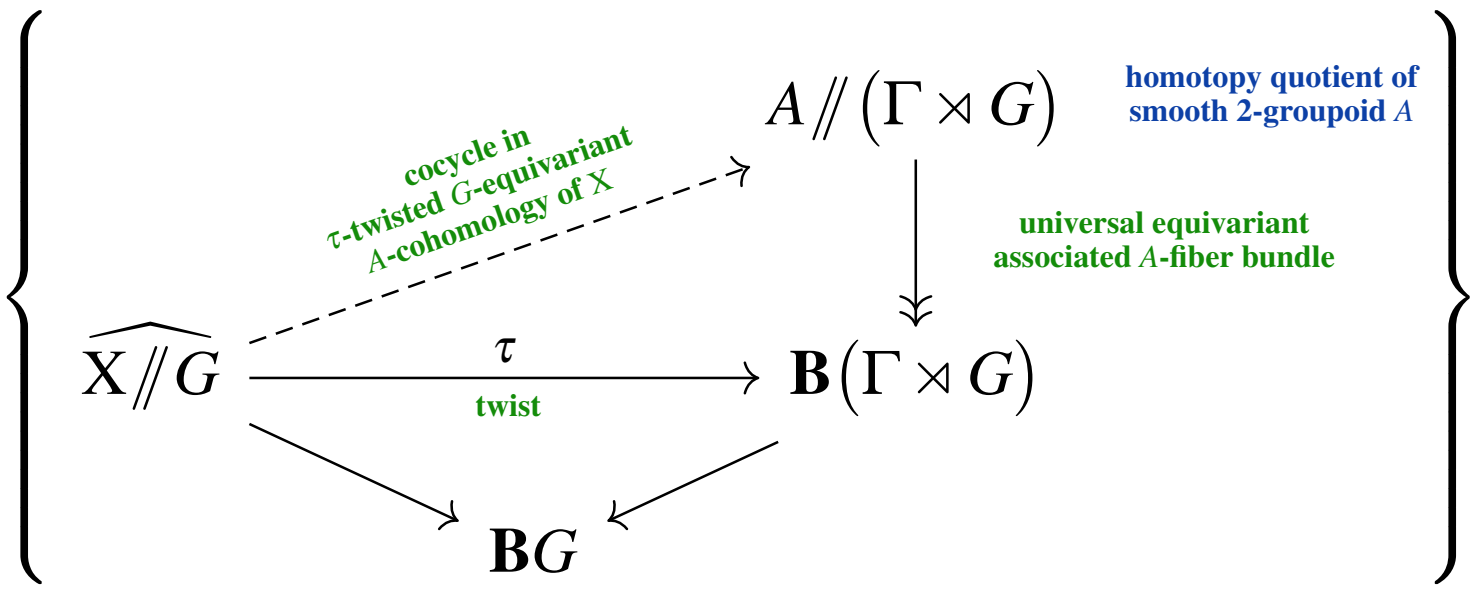 A⫽(Γ ⋊ G)
homotopy quotient of
smooth 2-groupoid A
cocycle in
τ-twisted G-equivariant
A-cohomology of X
universal equivariant
associated A-fiber bundle
X⫽G
τ
twist
B(Γ ⋊ G)
BG